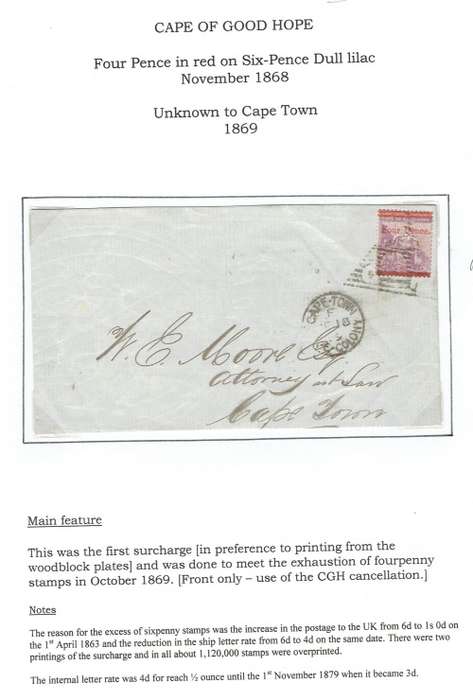 CAPE OF GOOD HOPE
Four Pence in red on Six-Pence Dull lilac
November 1868
Unknown to Cape Town
1869
Four Pence.
CAPE-TOWN
18
COLONY
W. E. Moore Esq
Attorney at Law
Cape Town
Main feature
This was the first surcharge [in preference to printing from the
woodblock plates] and was done to meet the exhaustion of fourpenny
stamps in October 1869. [Front only – use of the CGH cancellation.]
Notes
The reason for the excess of sixpenny stamps was the increase in the postage to the UK from 6d to 1s 0d on
the 1st April 1863 and the reduction in the ship letter rate from 6d to 4d on the same date. There were two
printings of the surcharge and in all about 1,120,000 stamps were overprinted.
The internal letter rate was 4d for reach ½ ounce until the 1st November 1879 when it became 3d.